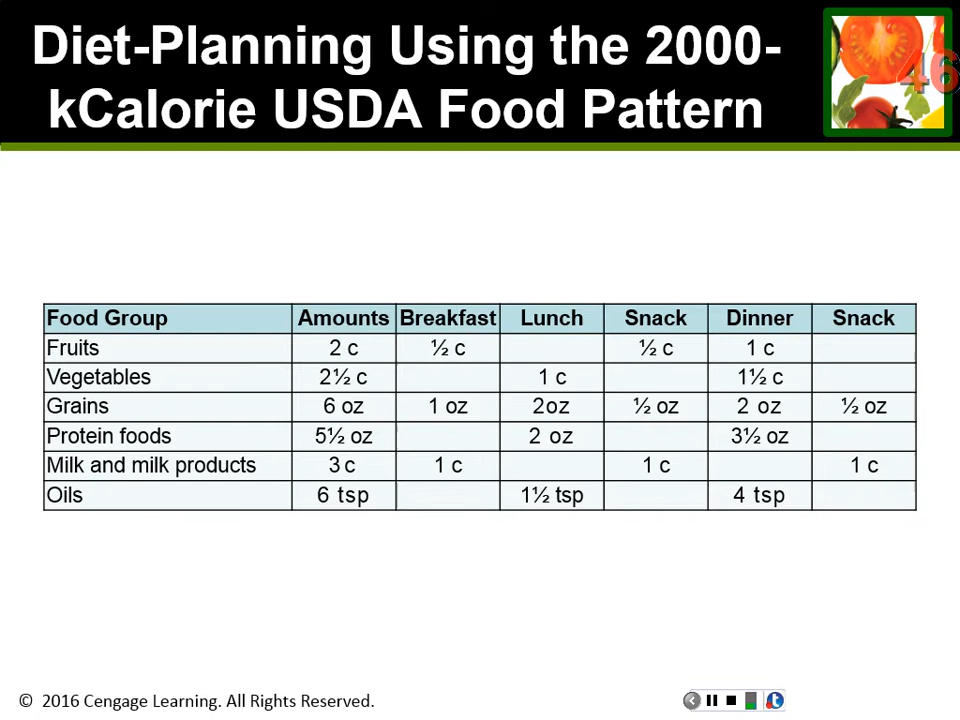 Diet-Planning Using the 2000-
kCalorie USDA Food Pattern
46
Food Group Amounts Breakfast Lunch Snack Dinner Snack
Fruits 2 c ½ c ½ c 1 c
Vegetables 2½ c 1 c 1½ c
Grains 6 oz 1 oz 2oz ½ oz 2 oz ½ oz
Protein foods 5½ oz 2 oz 3½ oz
Milk and milk products 3 c 1 c 1 c 1 c
Oils 6 tsp 1½ tsp 4 tsp
© 2016 Cengage Learning. All Rights Reserved.
t